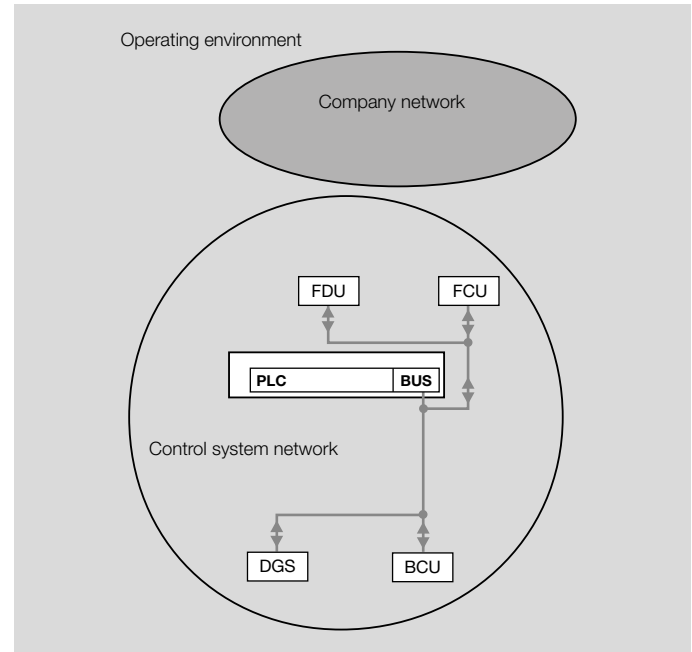 Operating environment
Company network
FDU
FCU
PLC
BUS
Control system network
DGS
BCU